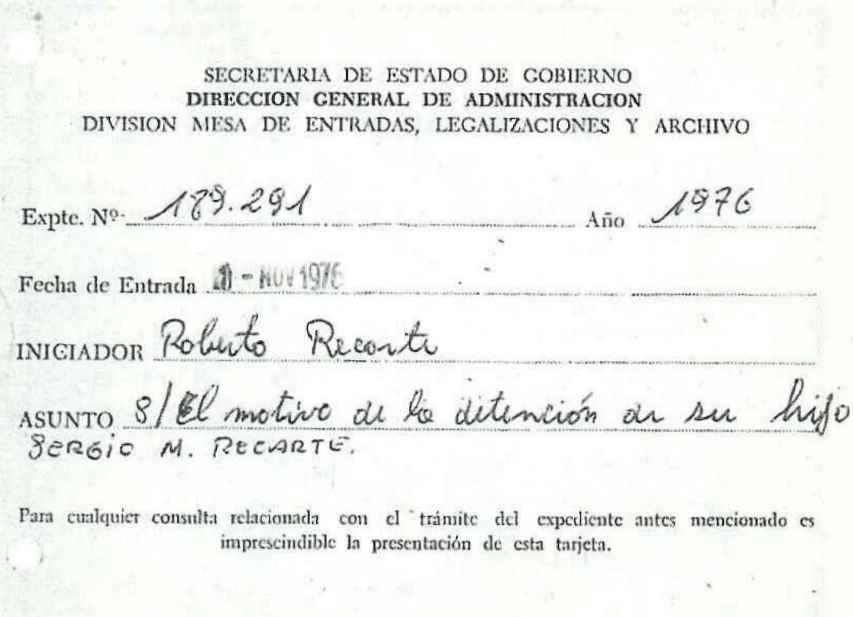 SECRETARIA DE ESTADO DE GOBIERNO
DIRECCION GENERAL DE ADMINISTRACION
DIVISION MESA DE ENTRADAS, LEGALIZACIONES Y ARCHIVO
Expte. Nº 189.291 Año 1976
Fecha de Entrada - NOV 1976
INICIADOR Roberto Recarte
ASUNTO S/ El motivo de la detención de su hijo
SERGIO M. RECARTE.
Para cualquier consulta relacionada con el trámite del expediente antes mencionado es
imprescindible la presentación de esta tarjeta.